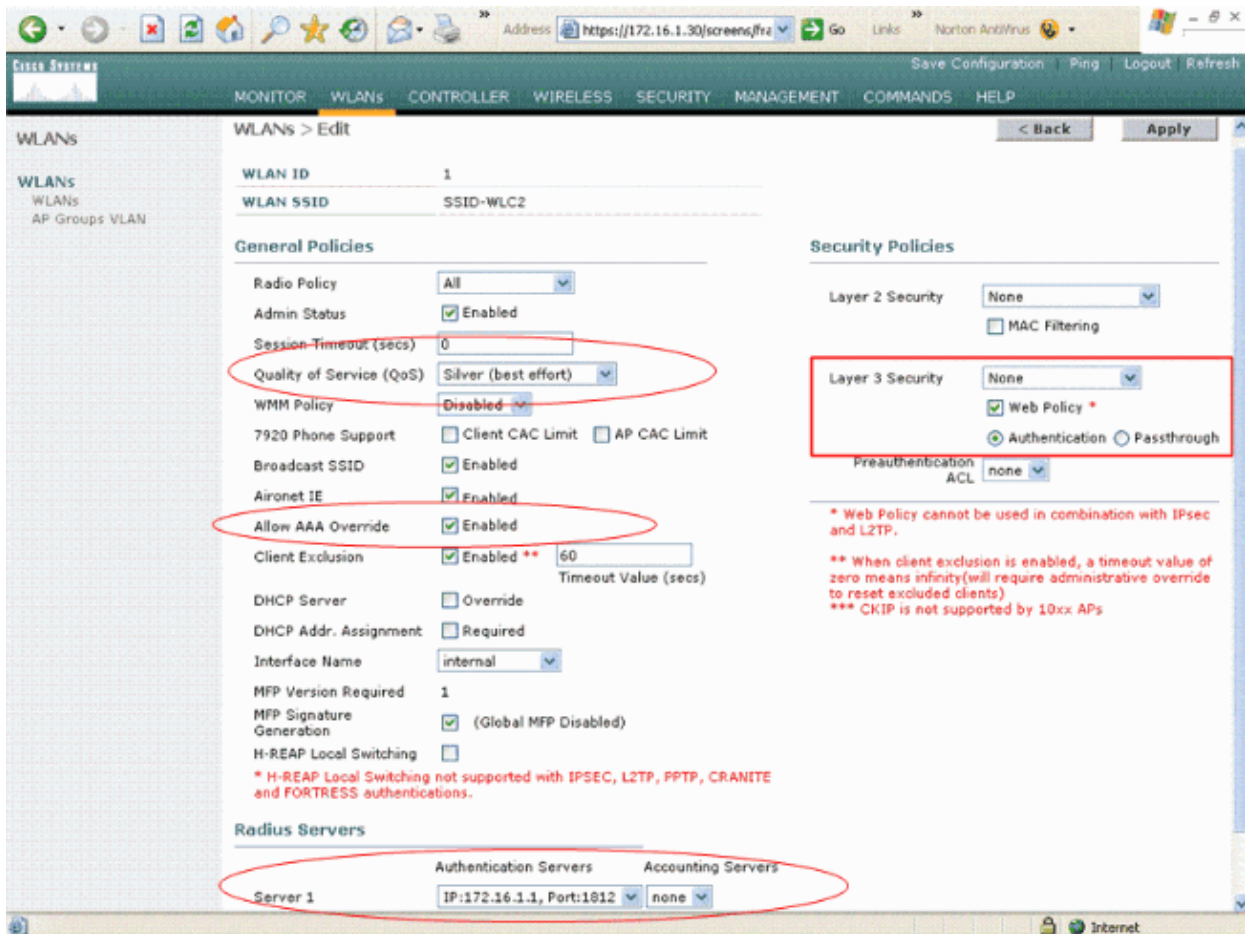 Address https://172.16.1.30/screens/fra Go Links Norton AntiVirus
CISCO SYSTEMS
Save Configuration Ping Logout Refresh
MONITOR WLANs CONTROLLER WIRELESS SECURITY MANAGEMENT COMMANDS HELP
WLANs
WLANs
WLANs
AP Groups VLAN
WLANs > Edit
< Back Apply
WLAN ID 1
WLAN SSID SSID-WLC2
General Policies
Radio Policy All
Admin Status Enabled
Session Timeout (secs) 0
Quality of Service (QoS) Silver (best effort)
WMM Policy Disabled
7920 Phone Support Client CAC Limit AP CAC Limit
Broadcast SSID Enabled
Aironet IE Enabled
Allow AAA Override Enabled
Client Exclusion Enabled ** 60
Timeout Value (secs)
DHCP Server Override
DHCP Addr. Assignment Required
Interface Name internal
MFP Version Required 1
MFP Signature
Generation (Global MFP Disabled)
H-REAP Local Switching
* H-REAP Local Switching not supported with IPSEC, L2TP, PPTP, CRANITE
and FORTRESS authentications.
Security Policies
Layer 2 Security None
MAC Filtering
Layer 3 Security None
Web Policy *
Authentication Passthrough
Preauthentication
ACL none
* Web Policy cannot be used in combination with IPsec
and L2TP.
** When client exclusion is enabled, a timeout value of
zero means infinity(will require administrative override
to reset excluded clients)
*** CKIP is not supported by 10xx APs
Radius Servers
Authentication Servers Accounting Servers
Server 1 IP:172.16.1.1, Port:1812 none
Internet